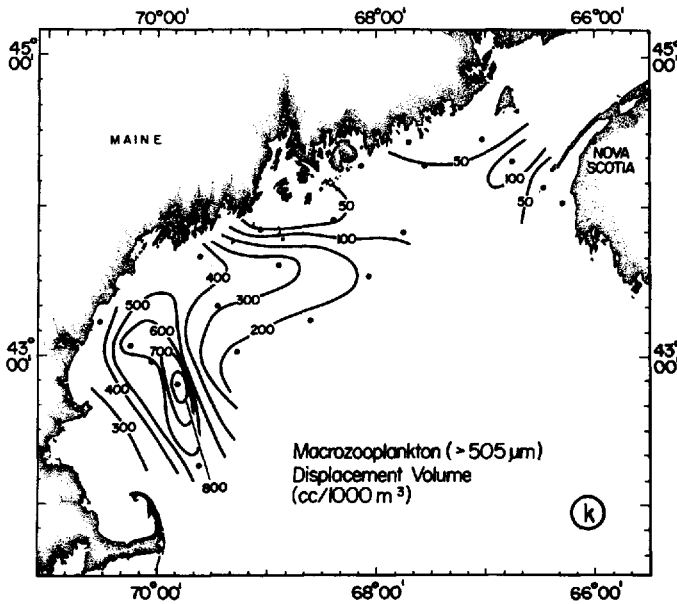 70°00' 68°00' 66°00'
45° 00' 45° 00'
MAINE
NOVA SCOTIA
50
100
50
50
100
400
300
200
500
600
700
43° 00' 43° 00'
400
300
800
Macrozooplankton (> 505 µm)
Displacement Volume
(cc/1000 m³)
k
70°00' 68°00' 66°00'